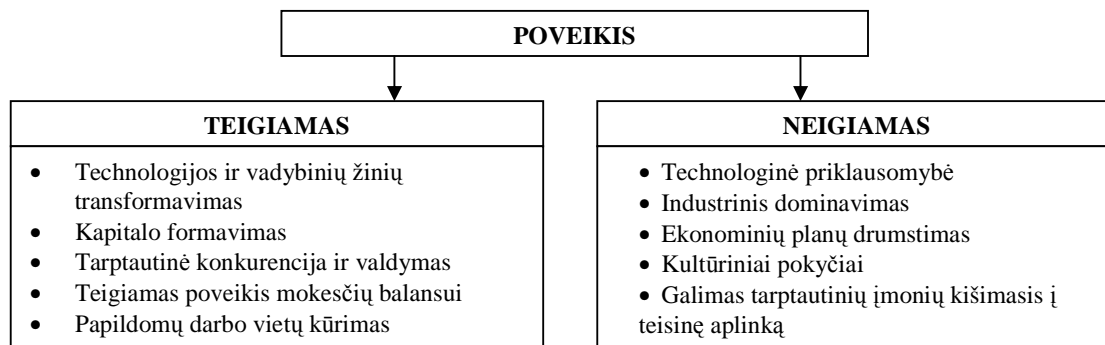 POVEIKIS
TEIGIAMAS
• Technologijos ir vadybinių žinių
transformavimas
• Kapitalo formavimas
• Tarptautinė konkurencija ir valdymas
• Teigiamas poveikis mokesčių balansui
• Papildomų darbo vietų kūrimas
NEIGIAMAS
• Technologinė priklausomybė
• Industrinis dominavimas
• Ekonominių planų drumstimas
• Kultūriniai pokyčiai
• Galimas tarptautinių įmonių kišimasis į
teisinę aplinką